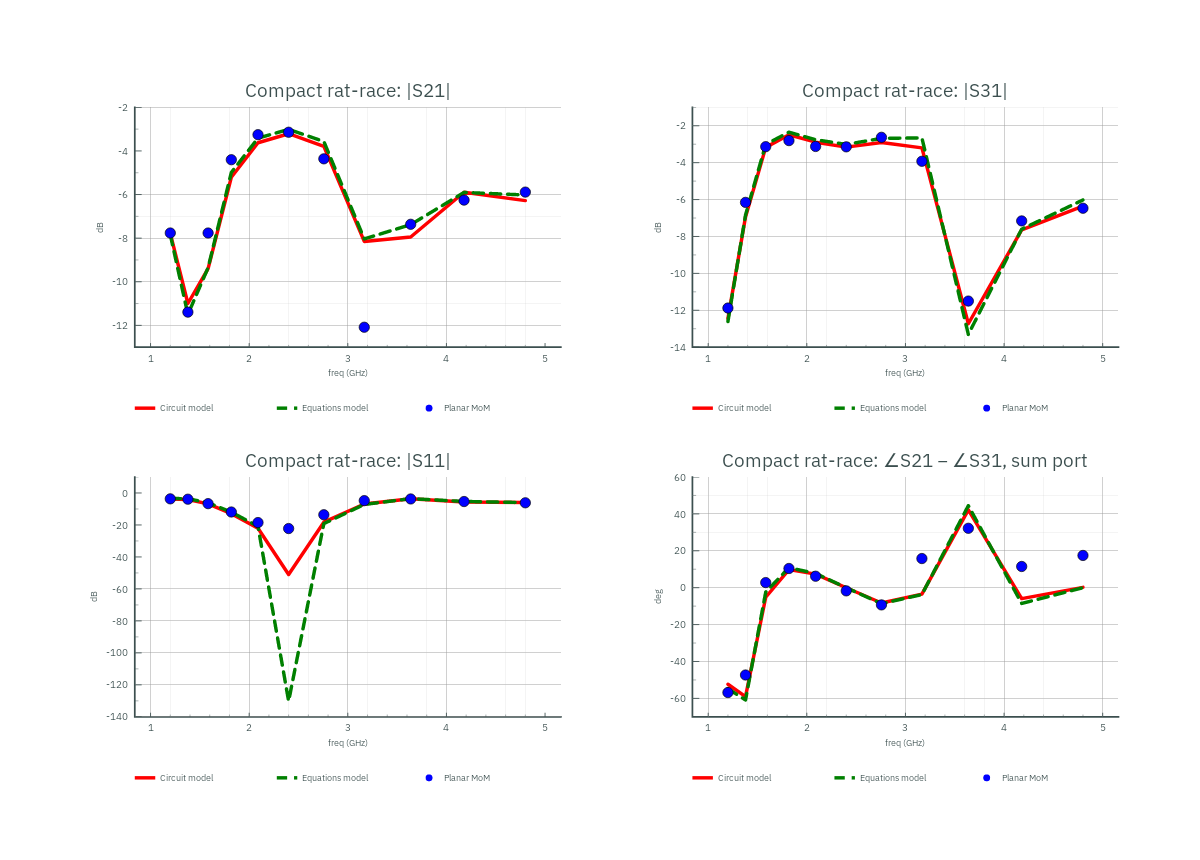 Compact rat-race: |S21|
-2
-4
-6
-8
-10
-12
dB
1 2 3 4 5
freq (GHz)
Circuit model Equations model Planar MoM
Compact rat-race: |S31|
-2
-4
-6
-8
-10
-12
-14
dB
1 2 3 4 5
freq (GHz)
Circuit model Equations model Planar MoM
Compact rat-race: |S11|
0
-20
-40
-60
-80
-100
-120
-140
dB
1 2 3 4 5
freq (GHz)
Circuit model Equations model Planar MoM
Compact rat-race: ∠S21 – ∠S31, sum port
60
40
20
0
-20
-40
-60
deg
1 2 3 4 5
freq (GHz)
Circuit model Equations model Planar MoM